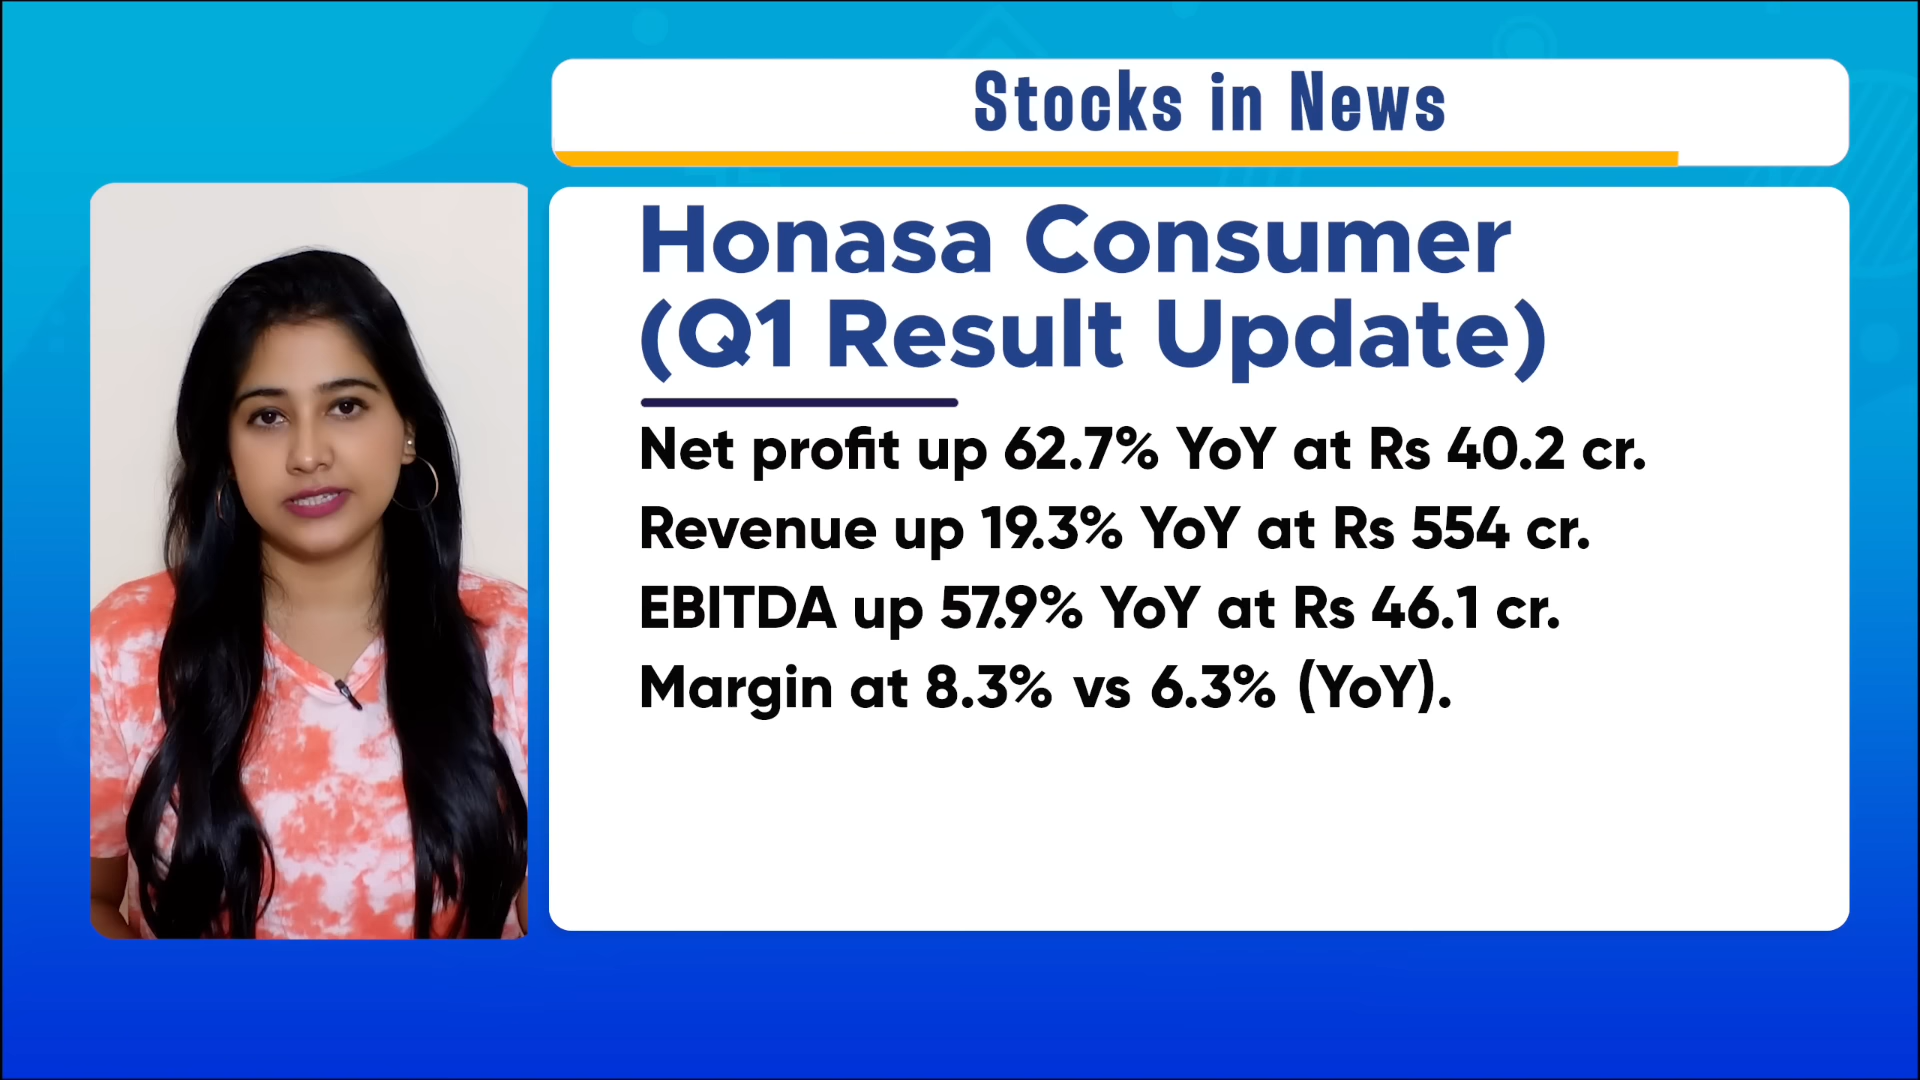 Stocks in News
Honasa Consumer
(Q1 Result Update)
Net profit up 62.7% YoY at Rs 40.2 cr.
Revenue up 19.3% YoY at Rs 554 cr.
EBITDA up 57.9% YoY at Rs 46.1 cr.
Margin at 8.3% vs 6.3% (YoY).